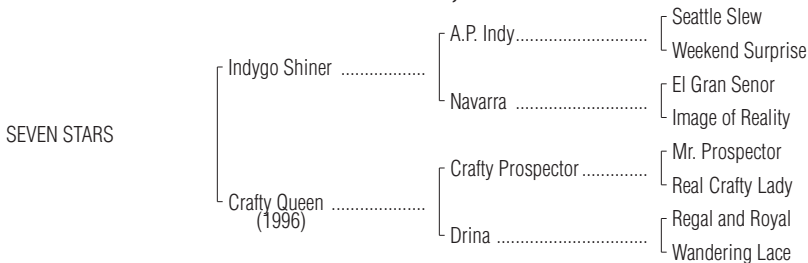 Seattle Slew
A.P. Indy
Weekend Surprise
Indygo Shiner
El Gran Senor
Navarra
Image of Reality
SEVEN STARS
Mr. Prospector
Crafty Prospector
Real Crafty Lady
Crafty Queen
(1996)
Regal and Royal
Drina
Wandering Lace